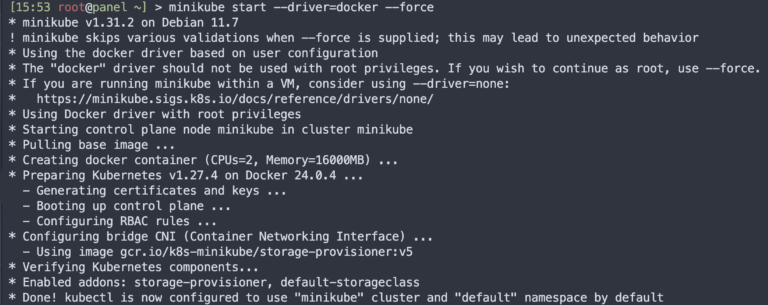 [15:53 root@panel ~] > minikube start --driver=docker --force
* minikube v1.31.2 on Debian 11.7
! minikube skips various validations when --force is supplied; this may lead to unexpected behavior
* Using the docker driver based on user configuration
* The "docker" driver should not be used with root privileges. If you wish to continue as root, use --force.
* If you are running minikube within a VM, consider using --driver=none:
*   https://minikube.sigs.k8s.io/docs/reference/drivers/none/
* Using Docker driver with root privileges
* Starting control plane node minikube in cluster minikube
* Pulling base image ...
* Creating docker container (CPUs=2, Memory=16000MB) ...
* Preparing Kubernetes v1.27.4 on Docker 24.0.4 ...
  - Generating certificates and keys ...
  - Booting up control plane ...
  - Configuring RBAC rules ...
* Configuring bridge CNI (Container Networking Interface) ...
  - Using image gcr.io/k8s-minikube/storage-provisioner:v5
* Verifying Kubernetes components...
* Enabled addons: storage-provisioner, default-storageclass
* Done! kubectl is now configured to use "minikube" cluster and "default" namespace by default